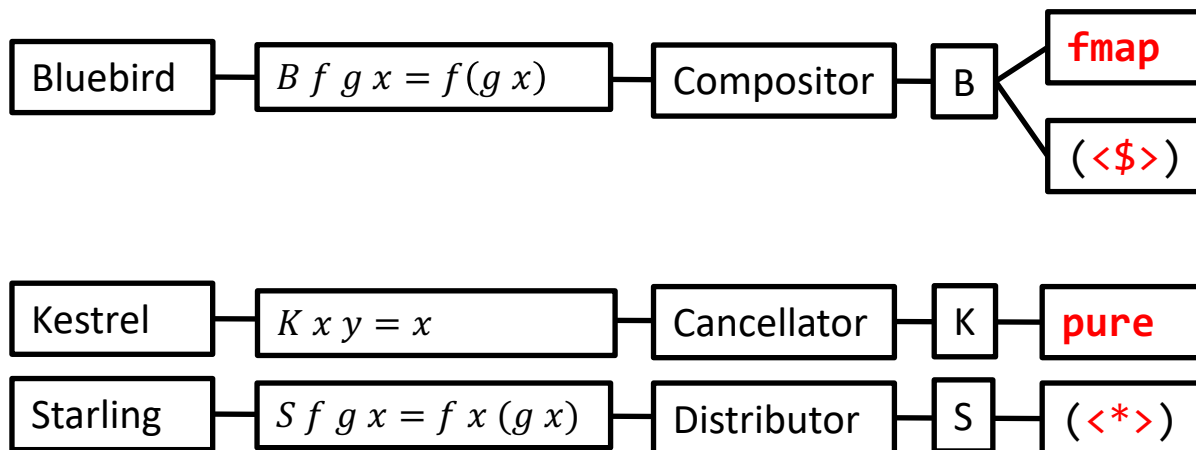 Bluebird B f g x = f(g x) Compositor B fmap
(<$>)
Kestrel K x y = x Cancellator K pure
Starling S f g x = f x (g x) Distributor S (<*>)